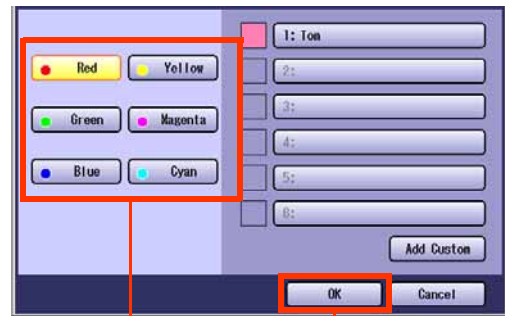 Red Yellow
Green Magenta
Blue Cyan
1: Tom
2:
3:
4:
5:
6:
Add Custom
OK Cancel